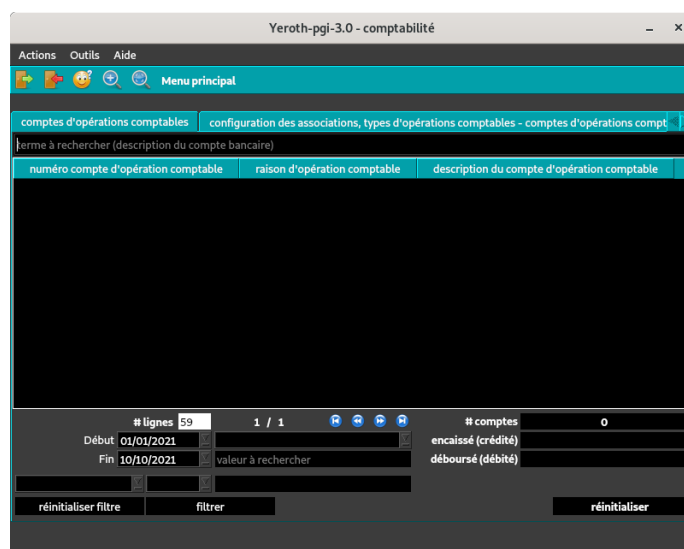 Yeroth-pgi-3.0 - comptabilité
Actions Outils Aide
Menu principal
comptes d'opérations comptables
configuration des associations, types d'opérations comptables - comptes d'opérations compt
terme à rechercher (description du compte bancaire)
numéro compte d'opération comptable
raison d'opération comptable
description du compte d'opération comptable
# lignes 59
1 / 1
# comptes 0
Début 01/01/2021
encaissé (crédité)
Fin 10/10/2021
valeur à rechercher
déboursé (débité)
réinitialiser filtre
filtrer
réinitialiser